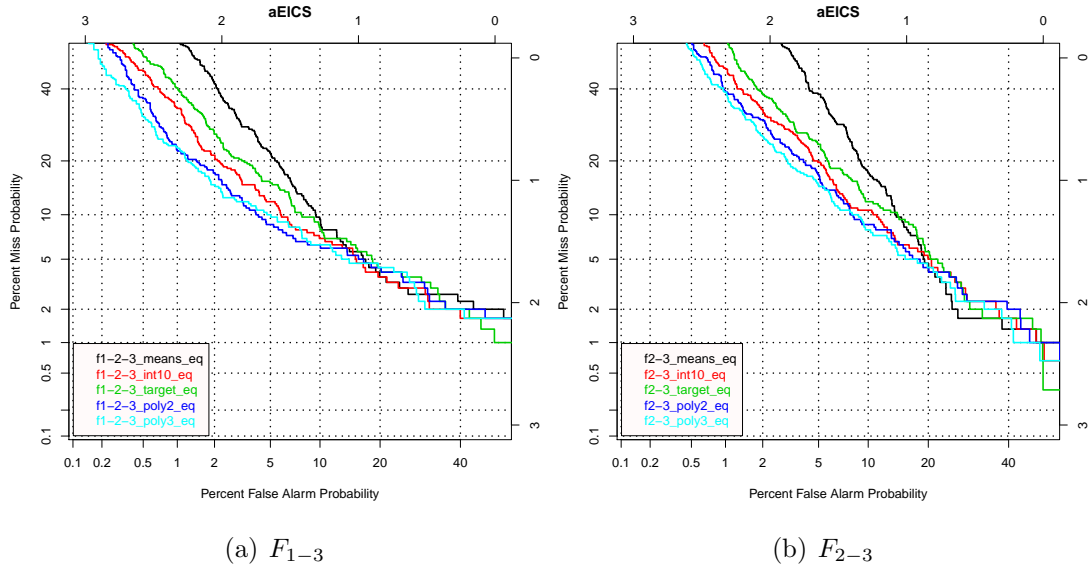 aEICS
3 2 1 0
Percent Miss Probability
40
20
10
5
2
1
0.5
0.1
0
1
2
3
f1−2−3_means_eq
f1−2−3_int10_eq
f1−2−3_target_eq
f1−2−3_poly2_eq
f1−2−3_poly3_eq
0.1 0.2 0.5 1 2 5 10 20 40
Percent False Alarm Probability
(a) F1−3
aEICS
3 2 1 0
Percent Miss Probability
40
20
10
5
2
1
0.5
0.1
0
1
2
3
f2−3_means_eq
f2−3_int10_eq
f2−3_target_eq
f2−3_poly2_eq
f2−3_poly3_eq
0.1 0.2 0.5 1 2 5 10 20 40
Percent False Alarm Probability
(b) F2−3